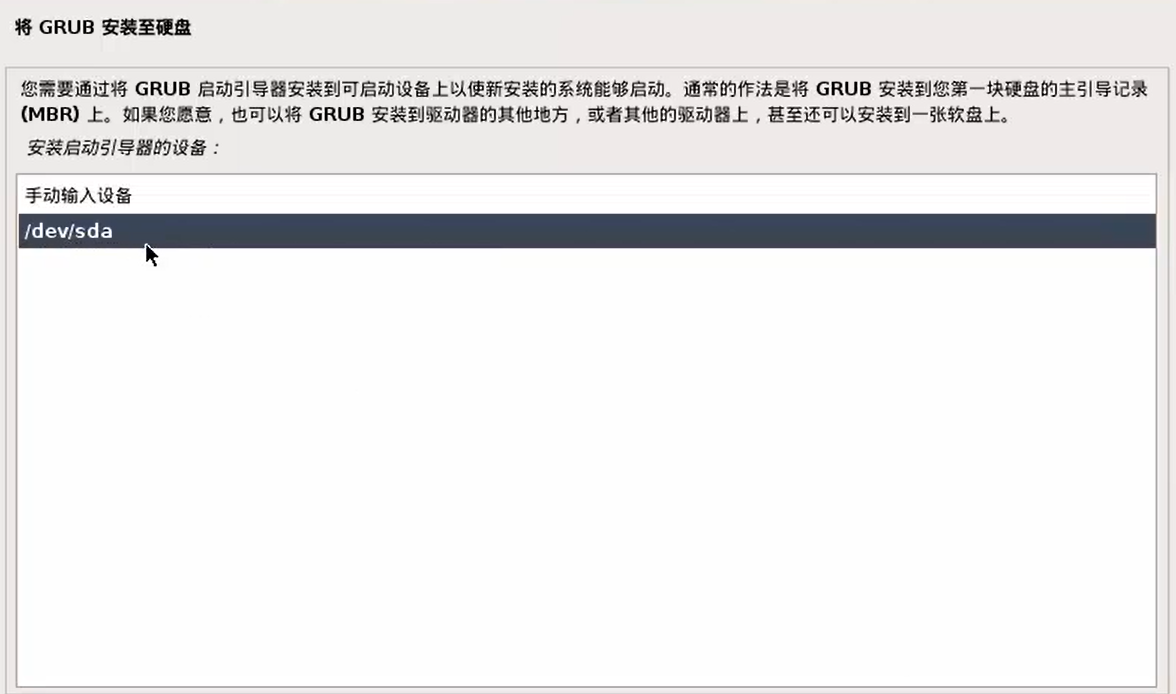 将 GRUB 安装至硬盘
您需要通过将 GRUB 启动引导器安装到可启动设备上以使新安装的系统能够启动。通常的作法是将 GRUB 安装到您第一块硬盘的主引导记录
(MBR) 上。如果您愿意，也可以将 GRUB 安装到驱动器的其他地方，或者其他的驱动器上，甚至还可以安装到一张软盘上。
安装启动引导器的设备：
手动输入设备
/dev/sda